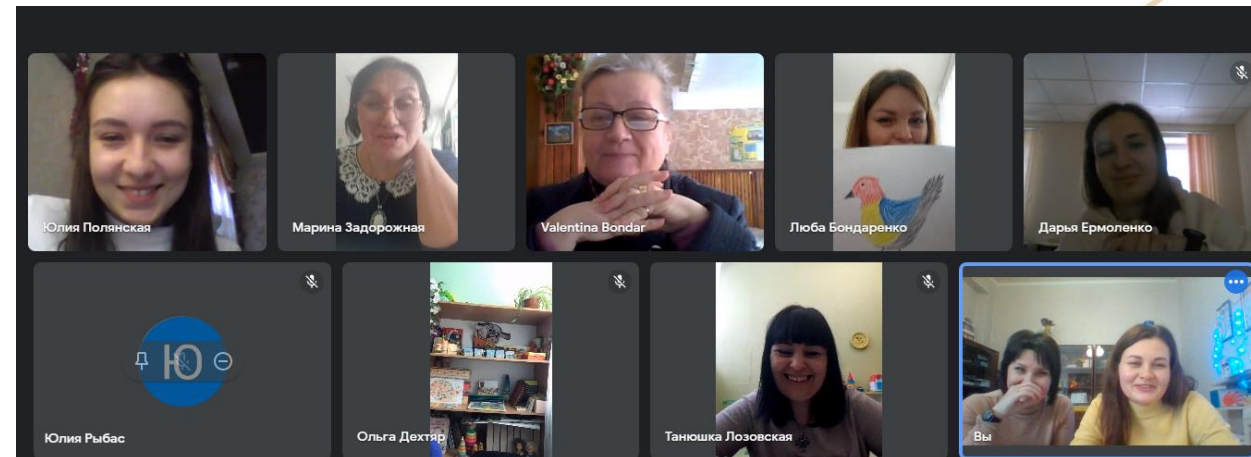 Юлия Полянская
Марина Задорожная
Valentina Bondar
Люба Бондаренко
Дарья Ермоленко
Ю
Юлия Рыбас
Ольга Дехтяр
Танюшка Лозовская
Вы